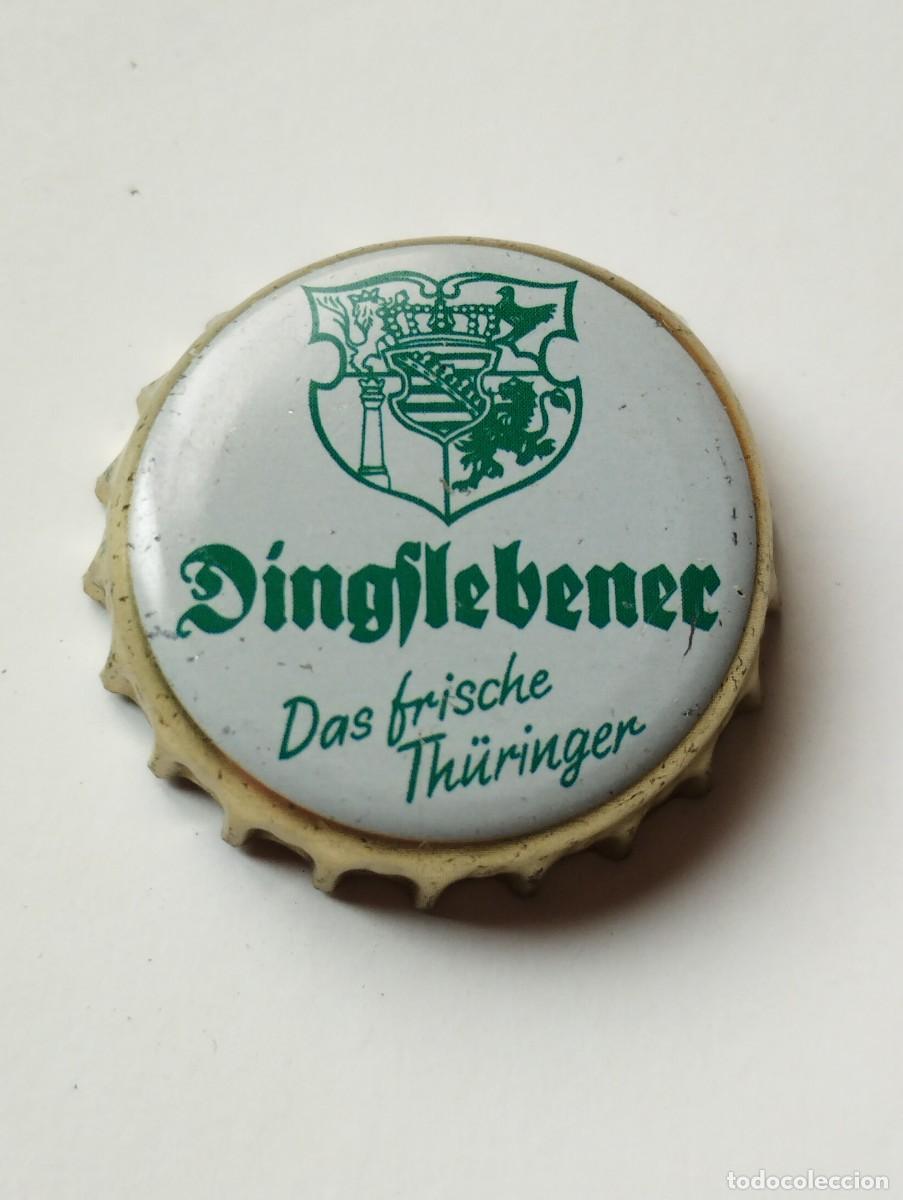 Dingſlebener
Das frische
Thüringer
todocoleccion